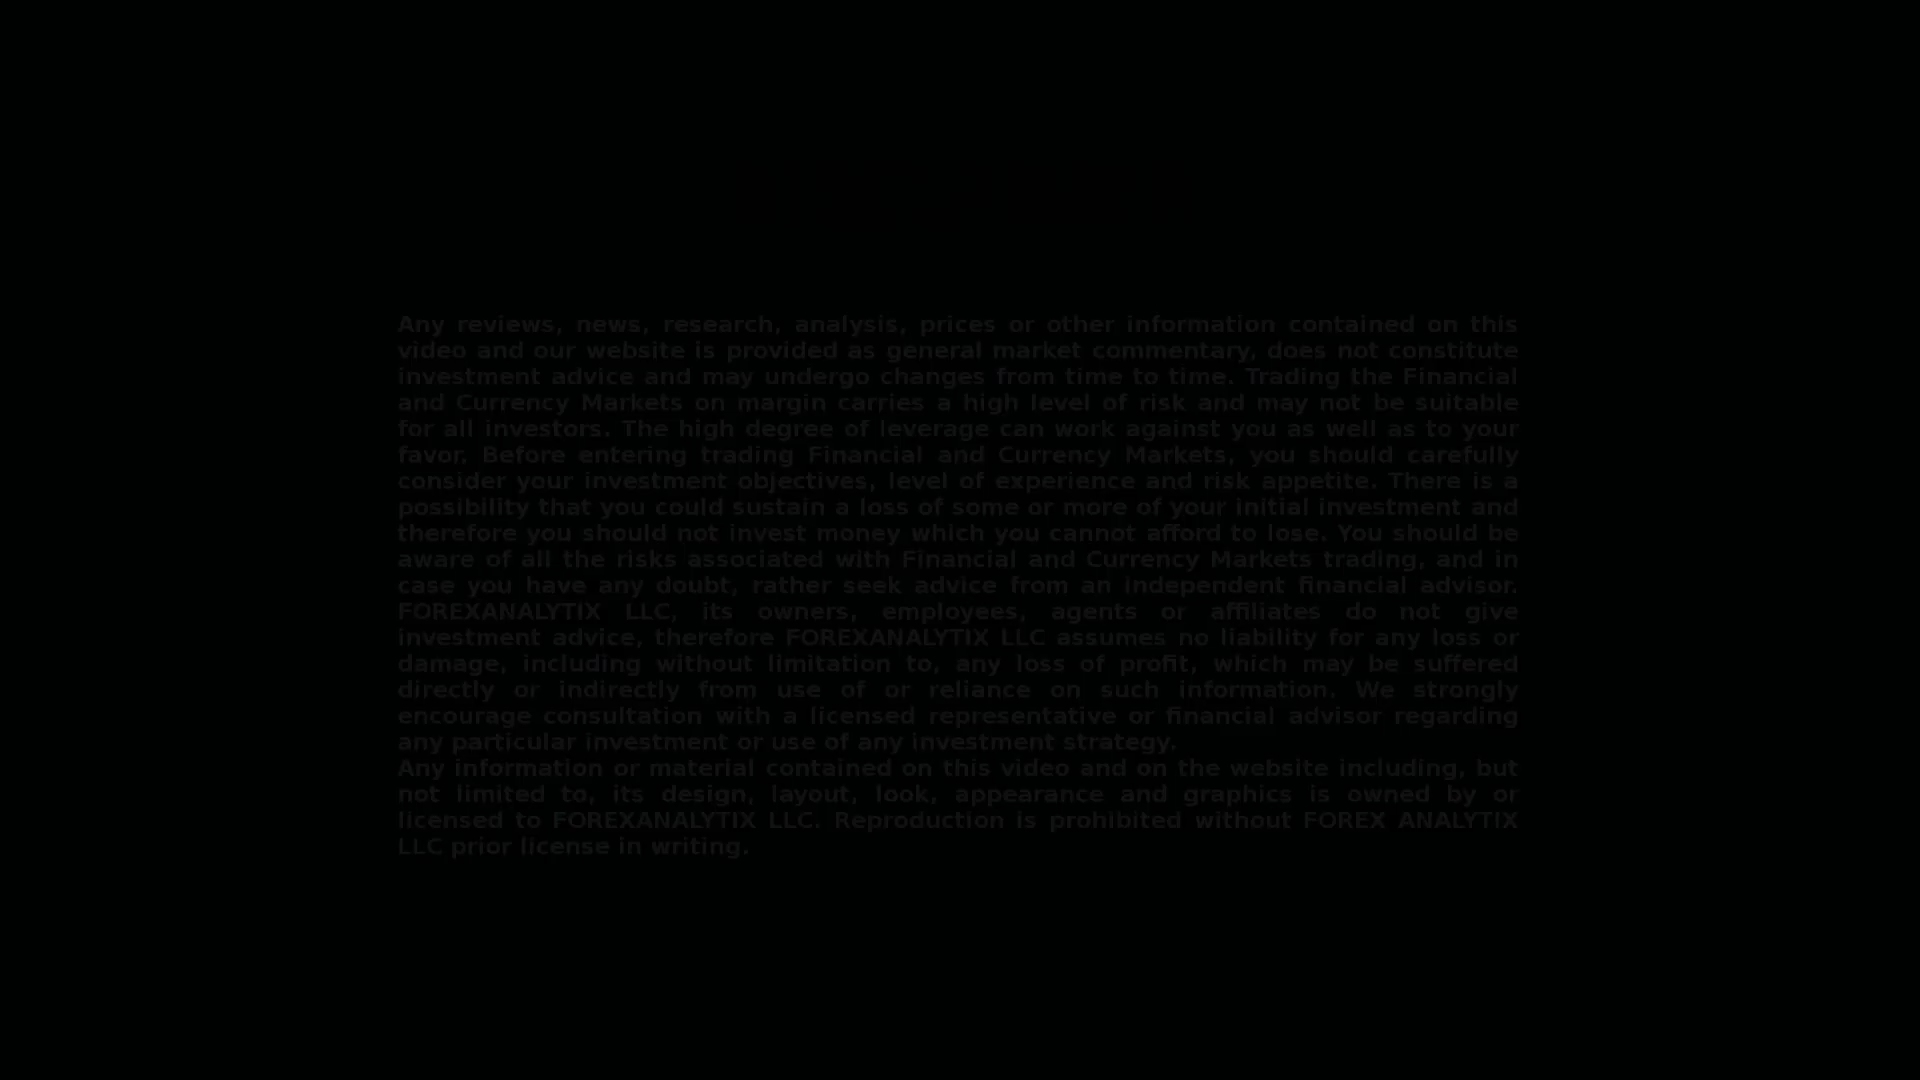 Any reviews, news, research, analysis, prices or other information contained on this
video and our website is provided as general market commentary, does not constitute
investment advice and may undergo changes from time to time. Trading the Financial
and Currency Markets on margin carries a high level of risk and may not be suitable
for all investors. The high degree of leverage can work against you as well as to your
favor. Before entering trading Financial and Currency Markets, you should carefully
consider your investment objectives, level of experience and risk appetite. There is a
possibility that you could sustain a loss of some or more of your initial investment and
therefore you should not invest money which you cannot afford to lose. You should be
aware of all the risks associated with Financial and Currency Markets trading, and in
case you have any doubt, rather seek advice from an independent financial advisor.
FOREXANALYTIX LLC, its owners, employees, agents or affiliates do not give
investment advice, therefore FOREXANALYTIX LLC assumes no liability for any loss or
damage, including without limitation to, any loss of profit, which may be suffered
directly or indirectly from use of or reliance on such information. We strongly
encourage consultation with a licensed representative or financial advisor regarding
any particular investment or use of any investment strategy.
Any information or material contained on this video and on the website including, but
not limited to, its design, layout, look, appearance and graphics is owned by or
licensed to FOREXANALYTIX LLC. Reproduction is prohibited without FOREX ANALYTIX
LLC prior license in writing.